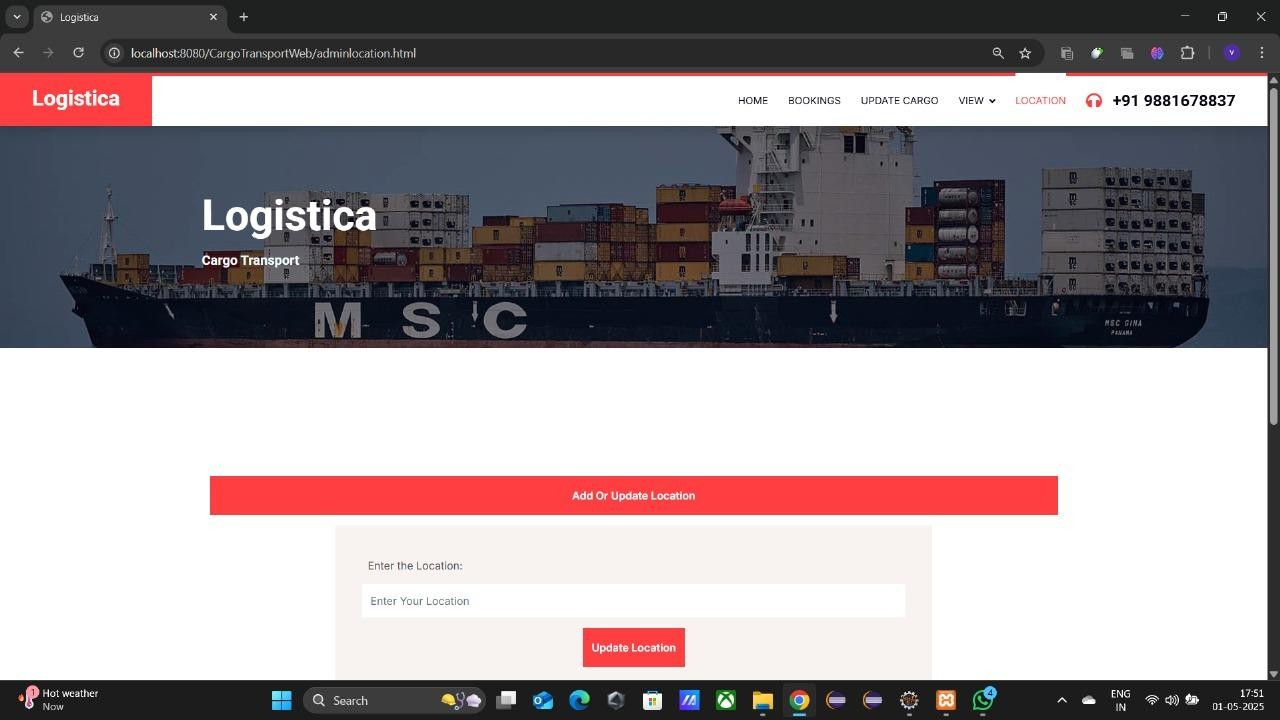 Logistica
localhost:8080/CargoTransportWeb/adminlocation.html
V
Logistica
HOME BOOKINGS UPDATE CARGO VIEW LOCATION +91 9881678837
Logistica
Cargo Transport
M S C
MSC GINA
PANAMA
Add Or Update Location
Enter the Location:
Enter Your Location
Update Location
1
Hot weather
Now
Search
4
ENG
IN
17:51
01-05-2025